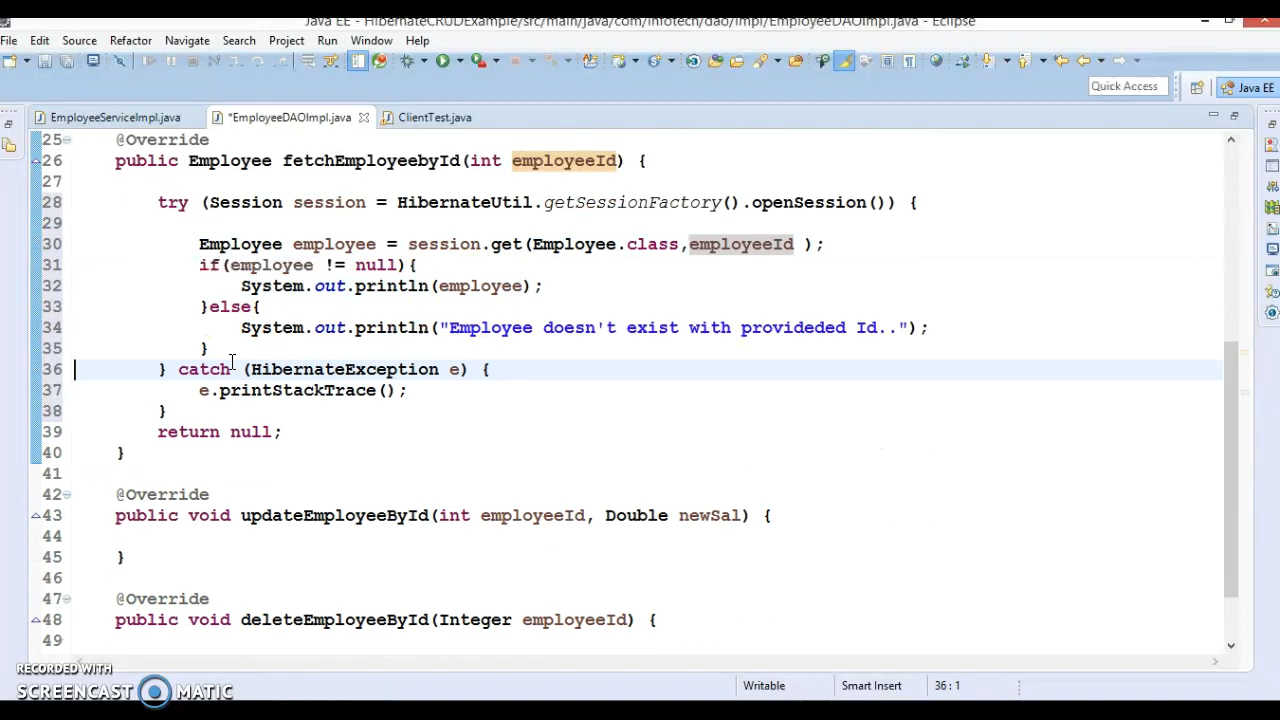 Java EE - HibernateCRUDExample/src/main/java/com/infotech/dao/impl/EmployeeDAOImpl.java - Eclipse
File Edit Source Refactor Navigate Search Project Run Window Help
Quick Access
Java EE
EmployeeServiceImpl.java *EmployeeDAOImpl.java ClientTest.java
25 @Override
26 public Employee fetchEmployeebyId(int employeeId) {
27
28 try (Session session = HibernateUtil.getSessionFactory().openSession()) {
29
30 Employee employee = session.get(Employee.class,employeeId );
31 if(employee != null){
32 System.out.println(employee);
33 }else{
34 System.out.println("Employee doesn't exist with provideded Id..");
35 }
36 } catch (HibernateException e) {
37 e.printStackTrace();
38 }
39 return null;
40 }
41
42 @Override
43 public void updateEmployeeById(int employeeId, Double newSal) {
44
45 }
46
47 @Override
48 public void deleteEmployeeById(Integer employeeId) {
49
RECORDED WITH
SCREENCAST MATIC
Writable Smart Insert 36 : 1